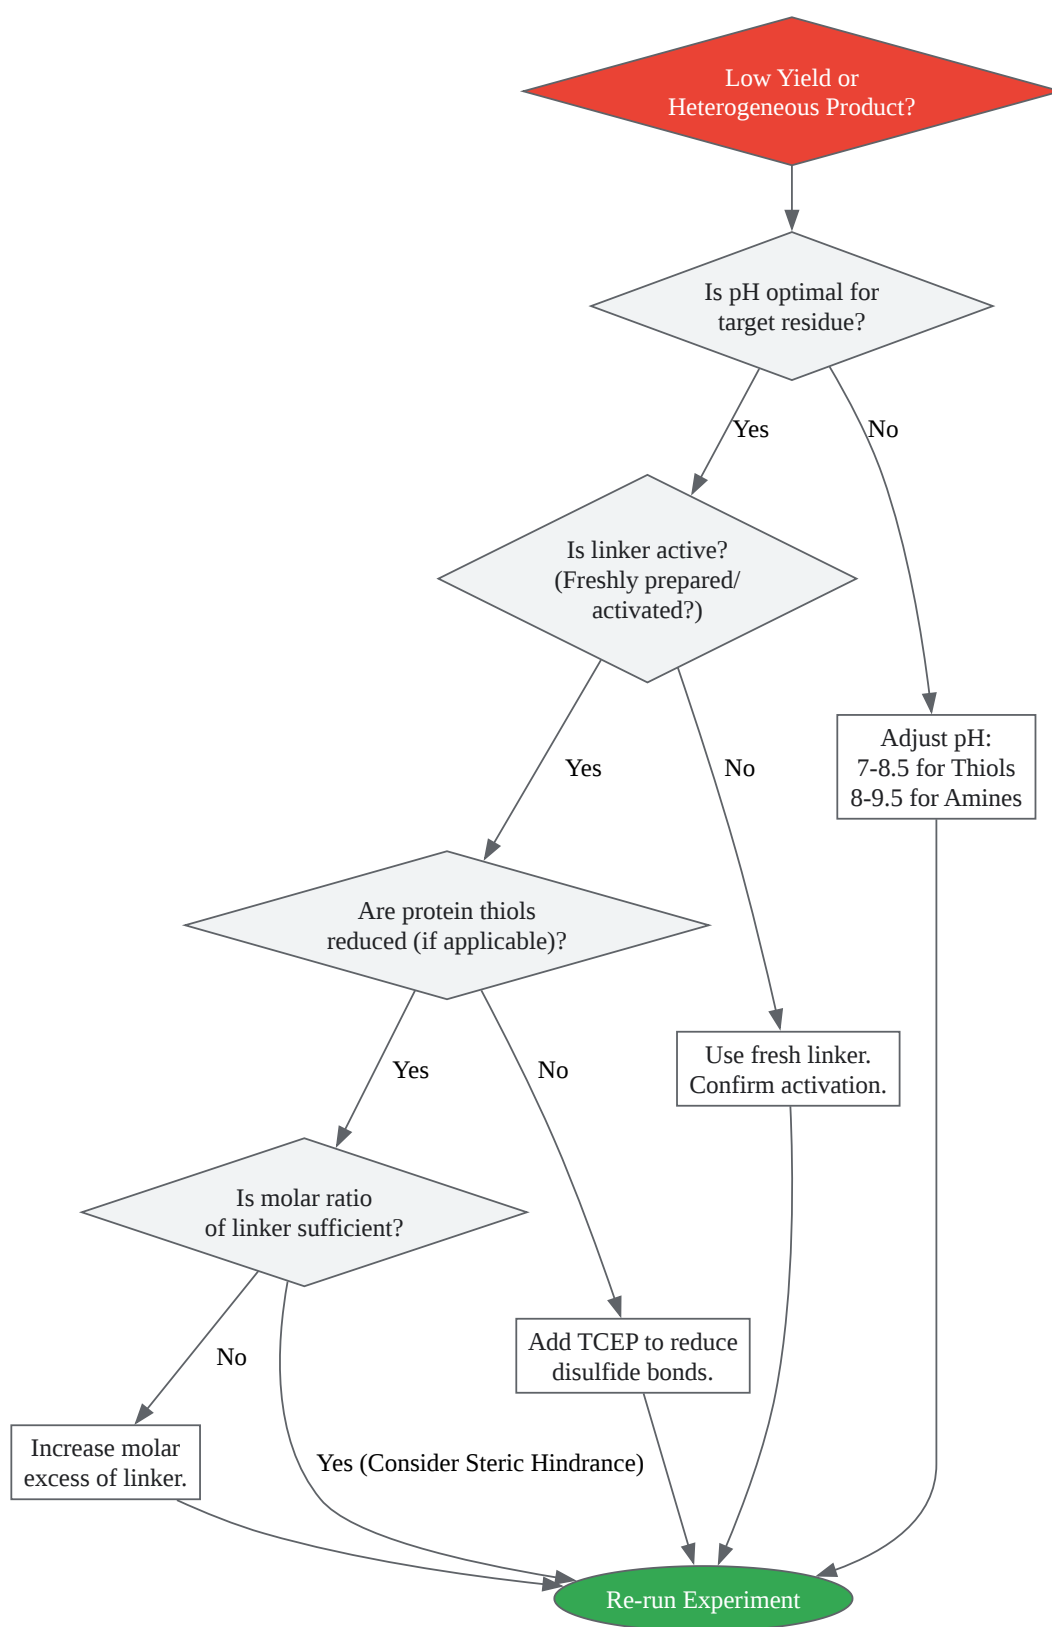 Low Yield or
Heterogeneous Product?
Is pH optimal for
target residue?
Yes
No
Is linker active?
(Freshly prepared/
activated?)
Yes
No
Adjust pH:
7-8.5 for Thiols
8-9.5 for Amines
Are protein thiols
reduced (if applicable)?
Yes
No
Use fresh linker.
Confirm activation.
Is molar ratio
of linker sufficient?
No
Add TCEP to reduce
disulfide bonds.
Increase molar
excess of linker.
Yes (Consider Steric Hindrance)
Re-run Experiment